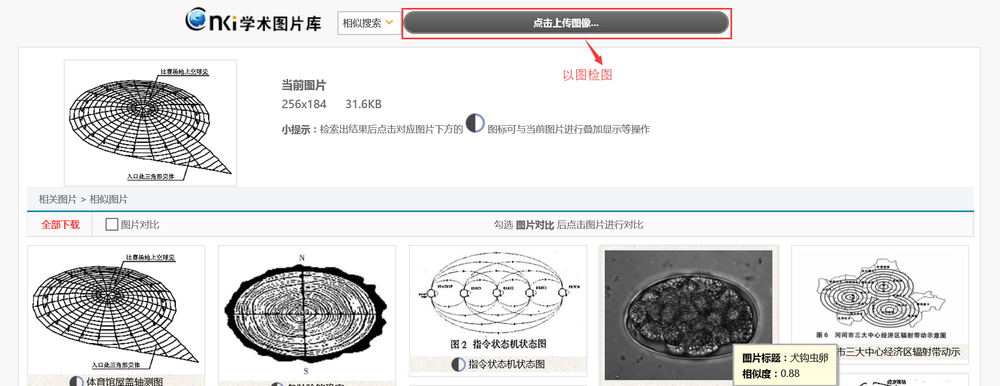 cnki学术图片库
相似搜索
点击上传图像...
以图检图
比赛场地上空球壳
入口处三角形壳体
当前图片
256x184 31.6KB
小提示：检索出结果后点击对应图片下方的 图标可与当前图片进行叠加显示等操作
相关图片 > 相似图片
全部下载
图片对比
勾选 图片对比 后点击图片进行对比
比赛场地上空球壳
入口处三角形壳体
体育馆屋盖轴测图
N
S
EXEC2
EXEC1
FETCH
图2 指令状态机状态图
指令状态机状态图
图片标题：犬钩虫卵
相似度：0.88
图6 河间市三大中心经济区辐射带动示意图
市三大中心经济区辐射带动示